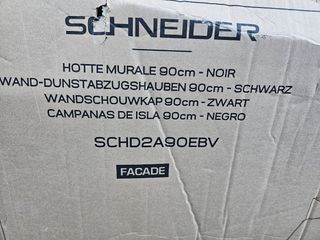 SCHNEIDER
HOTTE MURALE 90cm - NOIR
WAND-DUNSTABZUGSHAUBEN 90cm - SCHWARZ
WANDSCHOUWKAP 90cm - ZWART
CAMPANAS DE ISLA 90cm - NEGRO
SCHD2A90EBV
FACADE